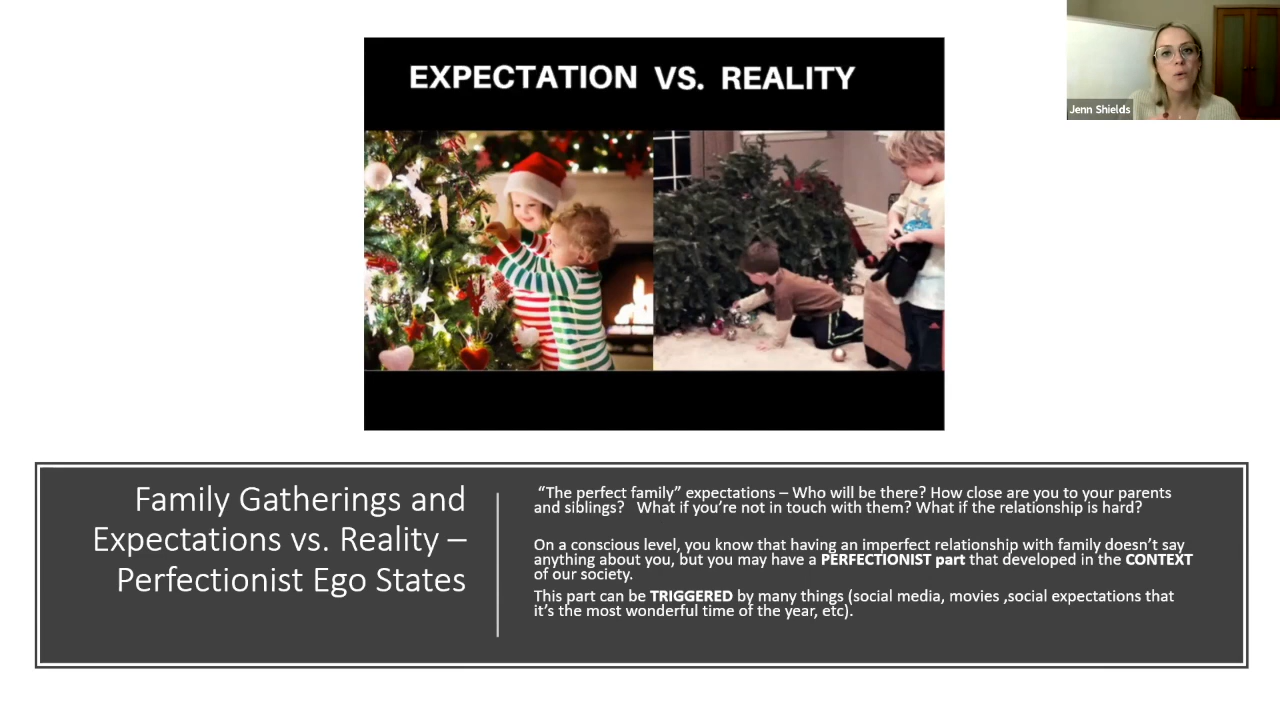 EXPECTATION VS. REALITY
Jenn Shields
Family Gatherings and
Expectations vs. Reality –
Perfectionist Ego States
“The perfect family” expectations – Who will be there? How close are you to your parents
and siblings? What if you’re not in touch with them? What if the relationship is hard?
On a conscious level, you know that having an imperfect relationship with family doesn’t say
anything about you, but you may have a PERFECTIONIST part that developed in the CONTEXT
of our society.
This part can be TRIGGERED by many things (social media, movies ,social expectations that
it’s the most wonderful time of the year, etc).